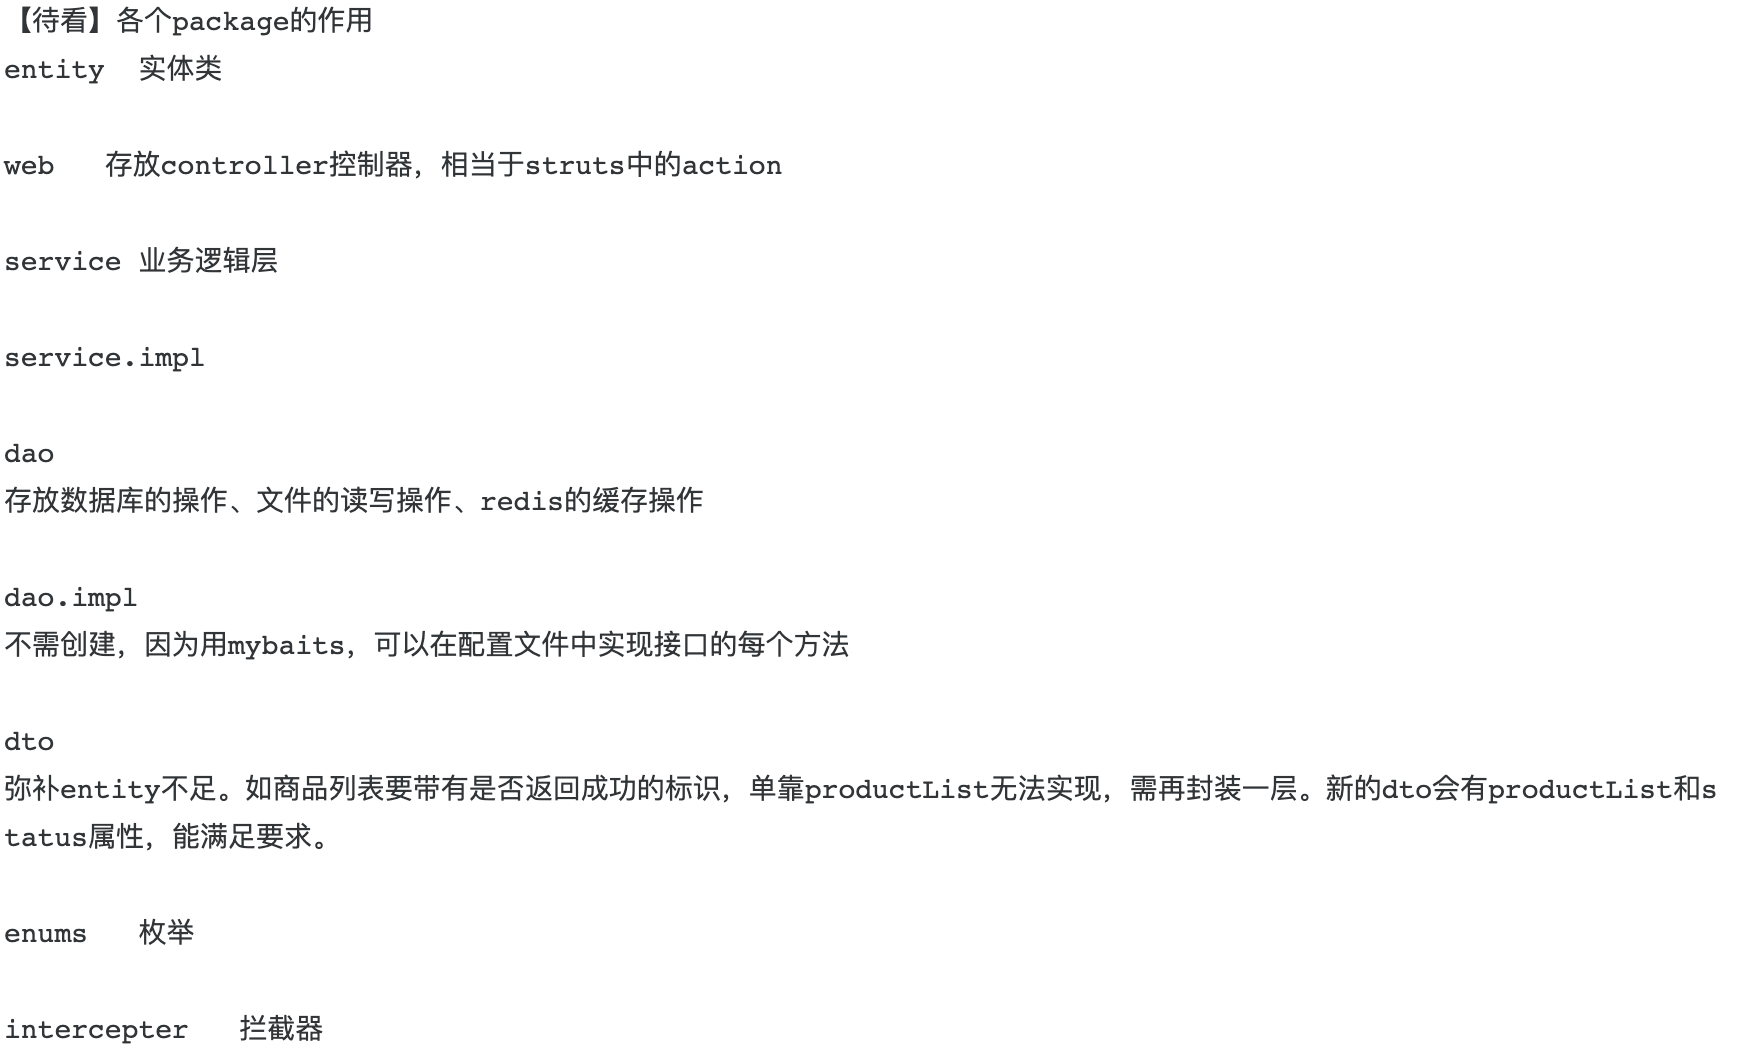 【待看】各个package的作用
entity 实体类
web 存放controller控制器，相当于struts中的action
service 业务逻辑层
service.impl
dao
存放数据库的操作、文件的读写操作、redis的缓存操作
dao.impl
不需创建，因为用mybaits，可以在配置文件中实现接口的每个方法
dto
弥补entity不足。如商品列表要带有是否返回成功的标识，单靠productList无法实现，需再封装一层。新的dto会有productList和s
tatus属性，能满足要求。
enums 枚举
intercepter 拦截器